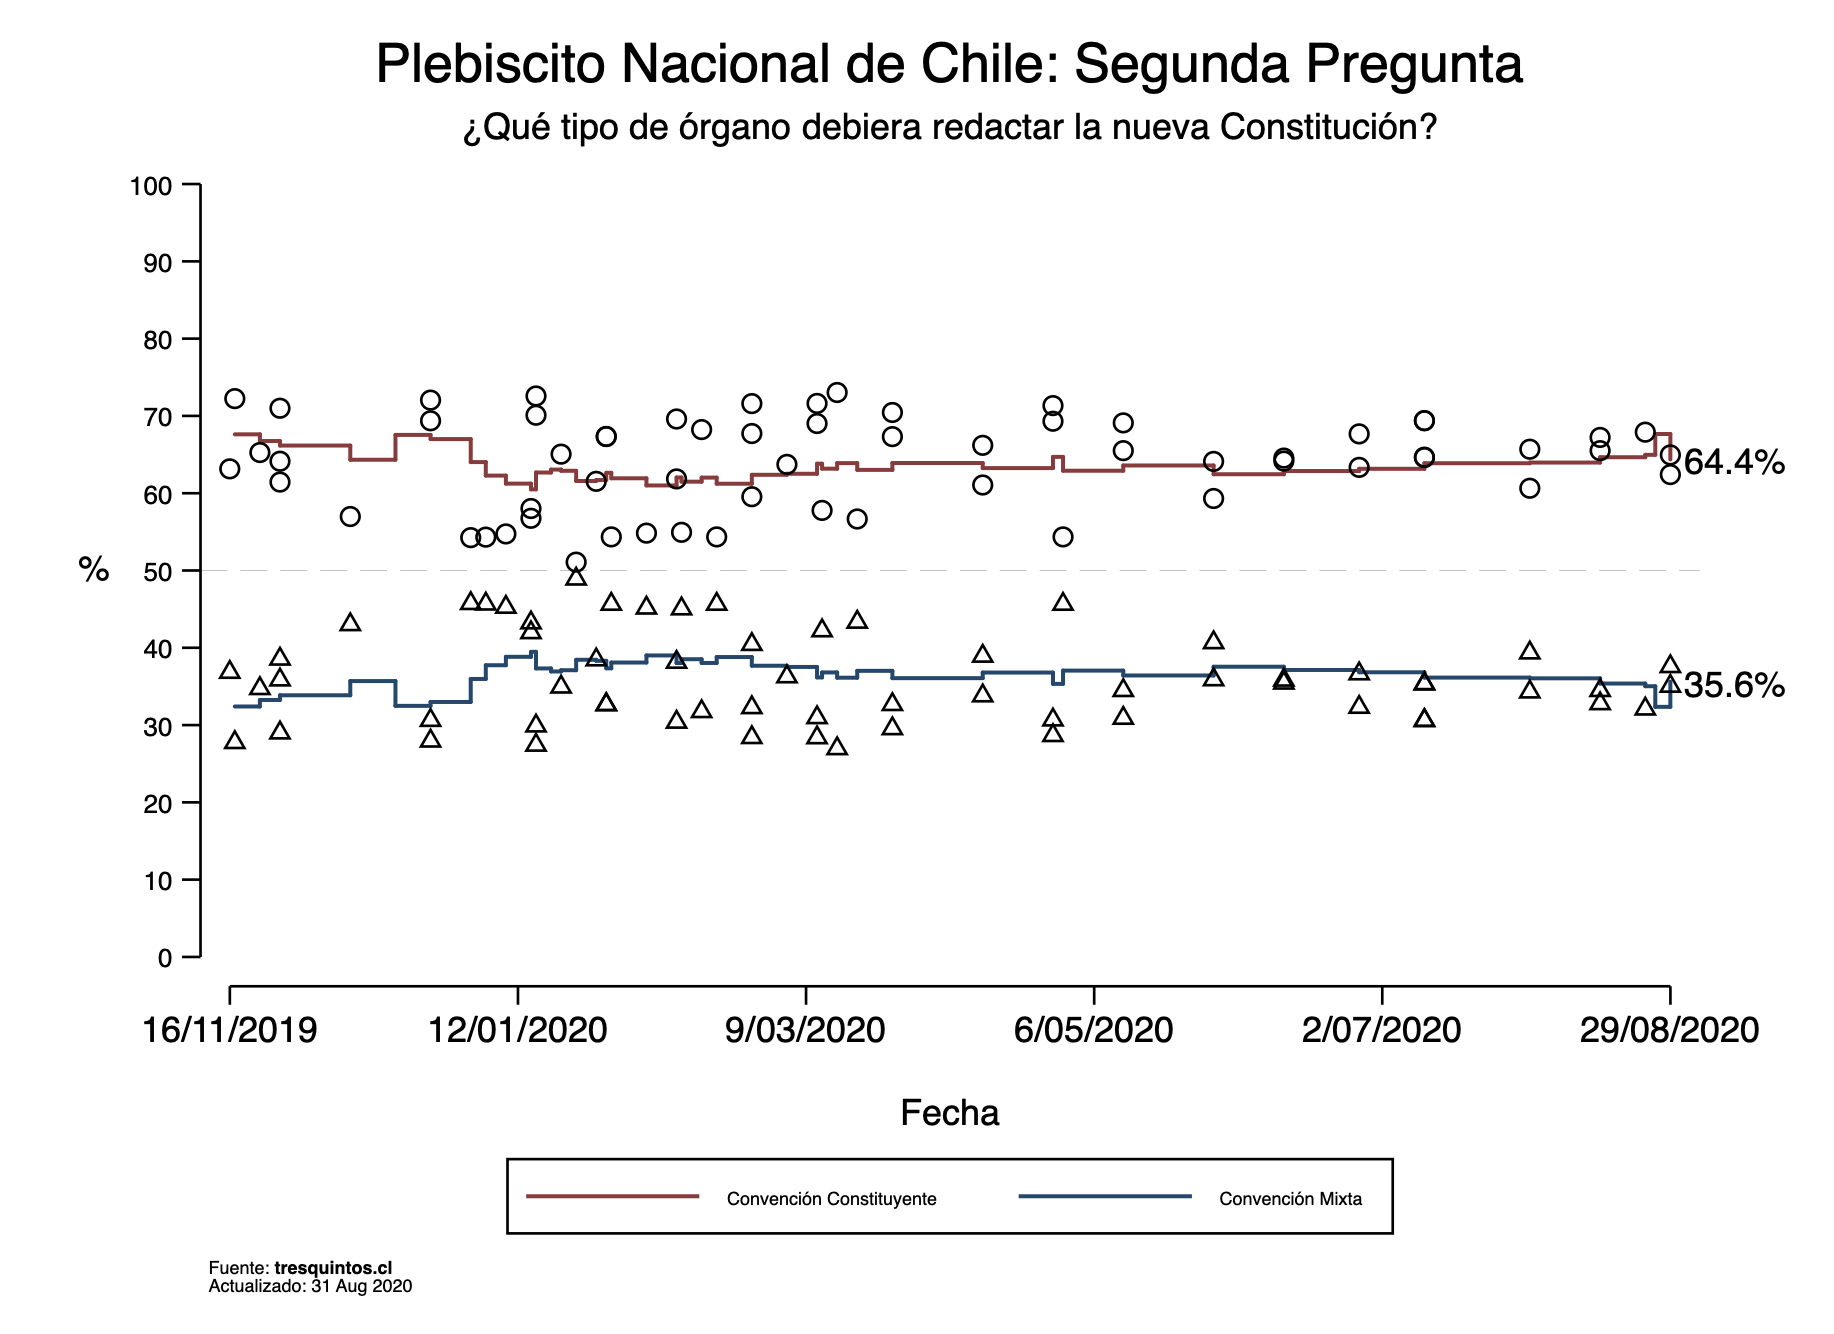 Plebiscito Nacional de Chile: Segunda Pregunta
¿Qué tipo de órgano debiera redactar la nueva Constitución?
100
90
80
70
60
50
40
30
20
10
0
%
64.4%
35.6%
16/11/2019 12/01/2020 9/03/2020 6/05/2020 2/07/2020 29/08/2020
Fecha
Convención Constituyente Convención Mixta
Fuente: tresquintos.cl
Actualizado: 31 Aug 2020